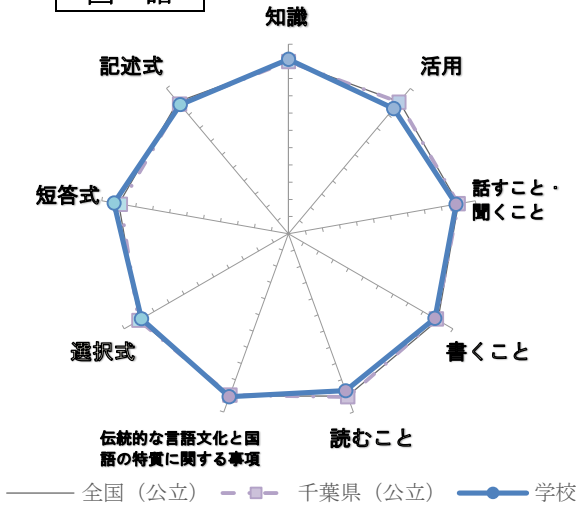 国　語
知識
記述式
活用
短答式
話すこと・
聞くこと
選択式
書くこと
伝統的な言語文化と国
語の特質に関する事項
読むこと
全国（公立）
千葉県（公立）
学校